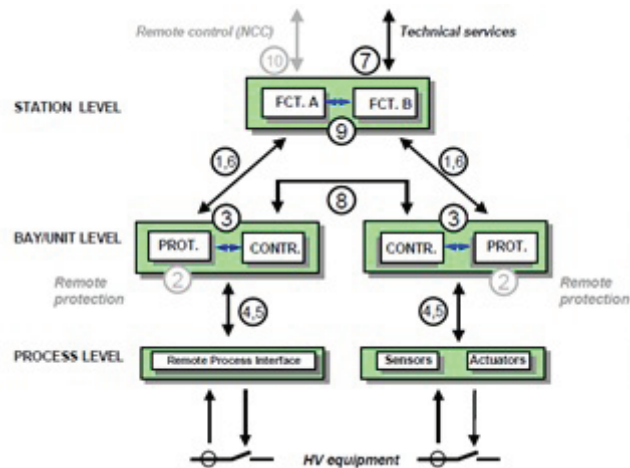 Remote control (NCC)
Technical services
10
7
FCT. A
FCT. B
STATION LEVEL
9
1,6
1,6
8
3
3
BAY/UNIT LEVEL
PROT.
CONTR.
CONTR.
PROT.
2
2
Remote
protection
Remote
protection
4,5
4,5
PROCESS LEVEL
Remote Process Interface
Sensors
Actuators
HV equipment